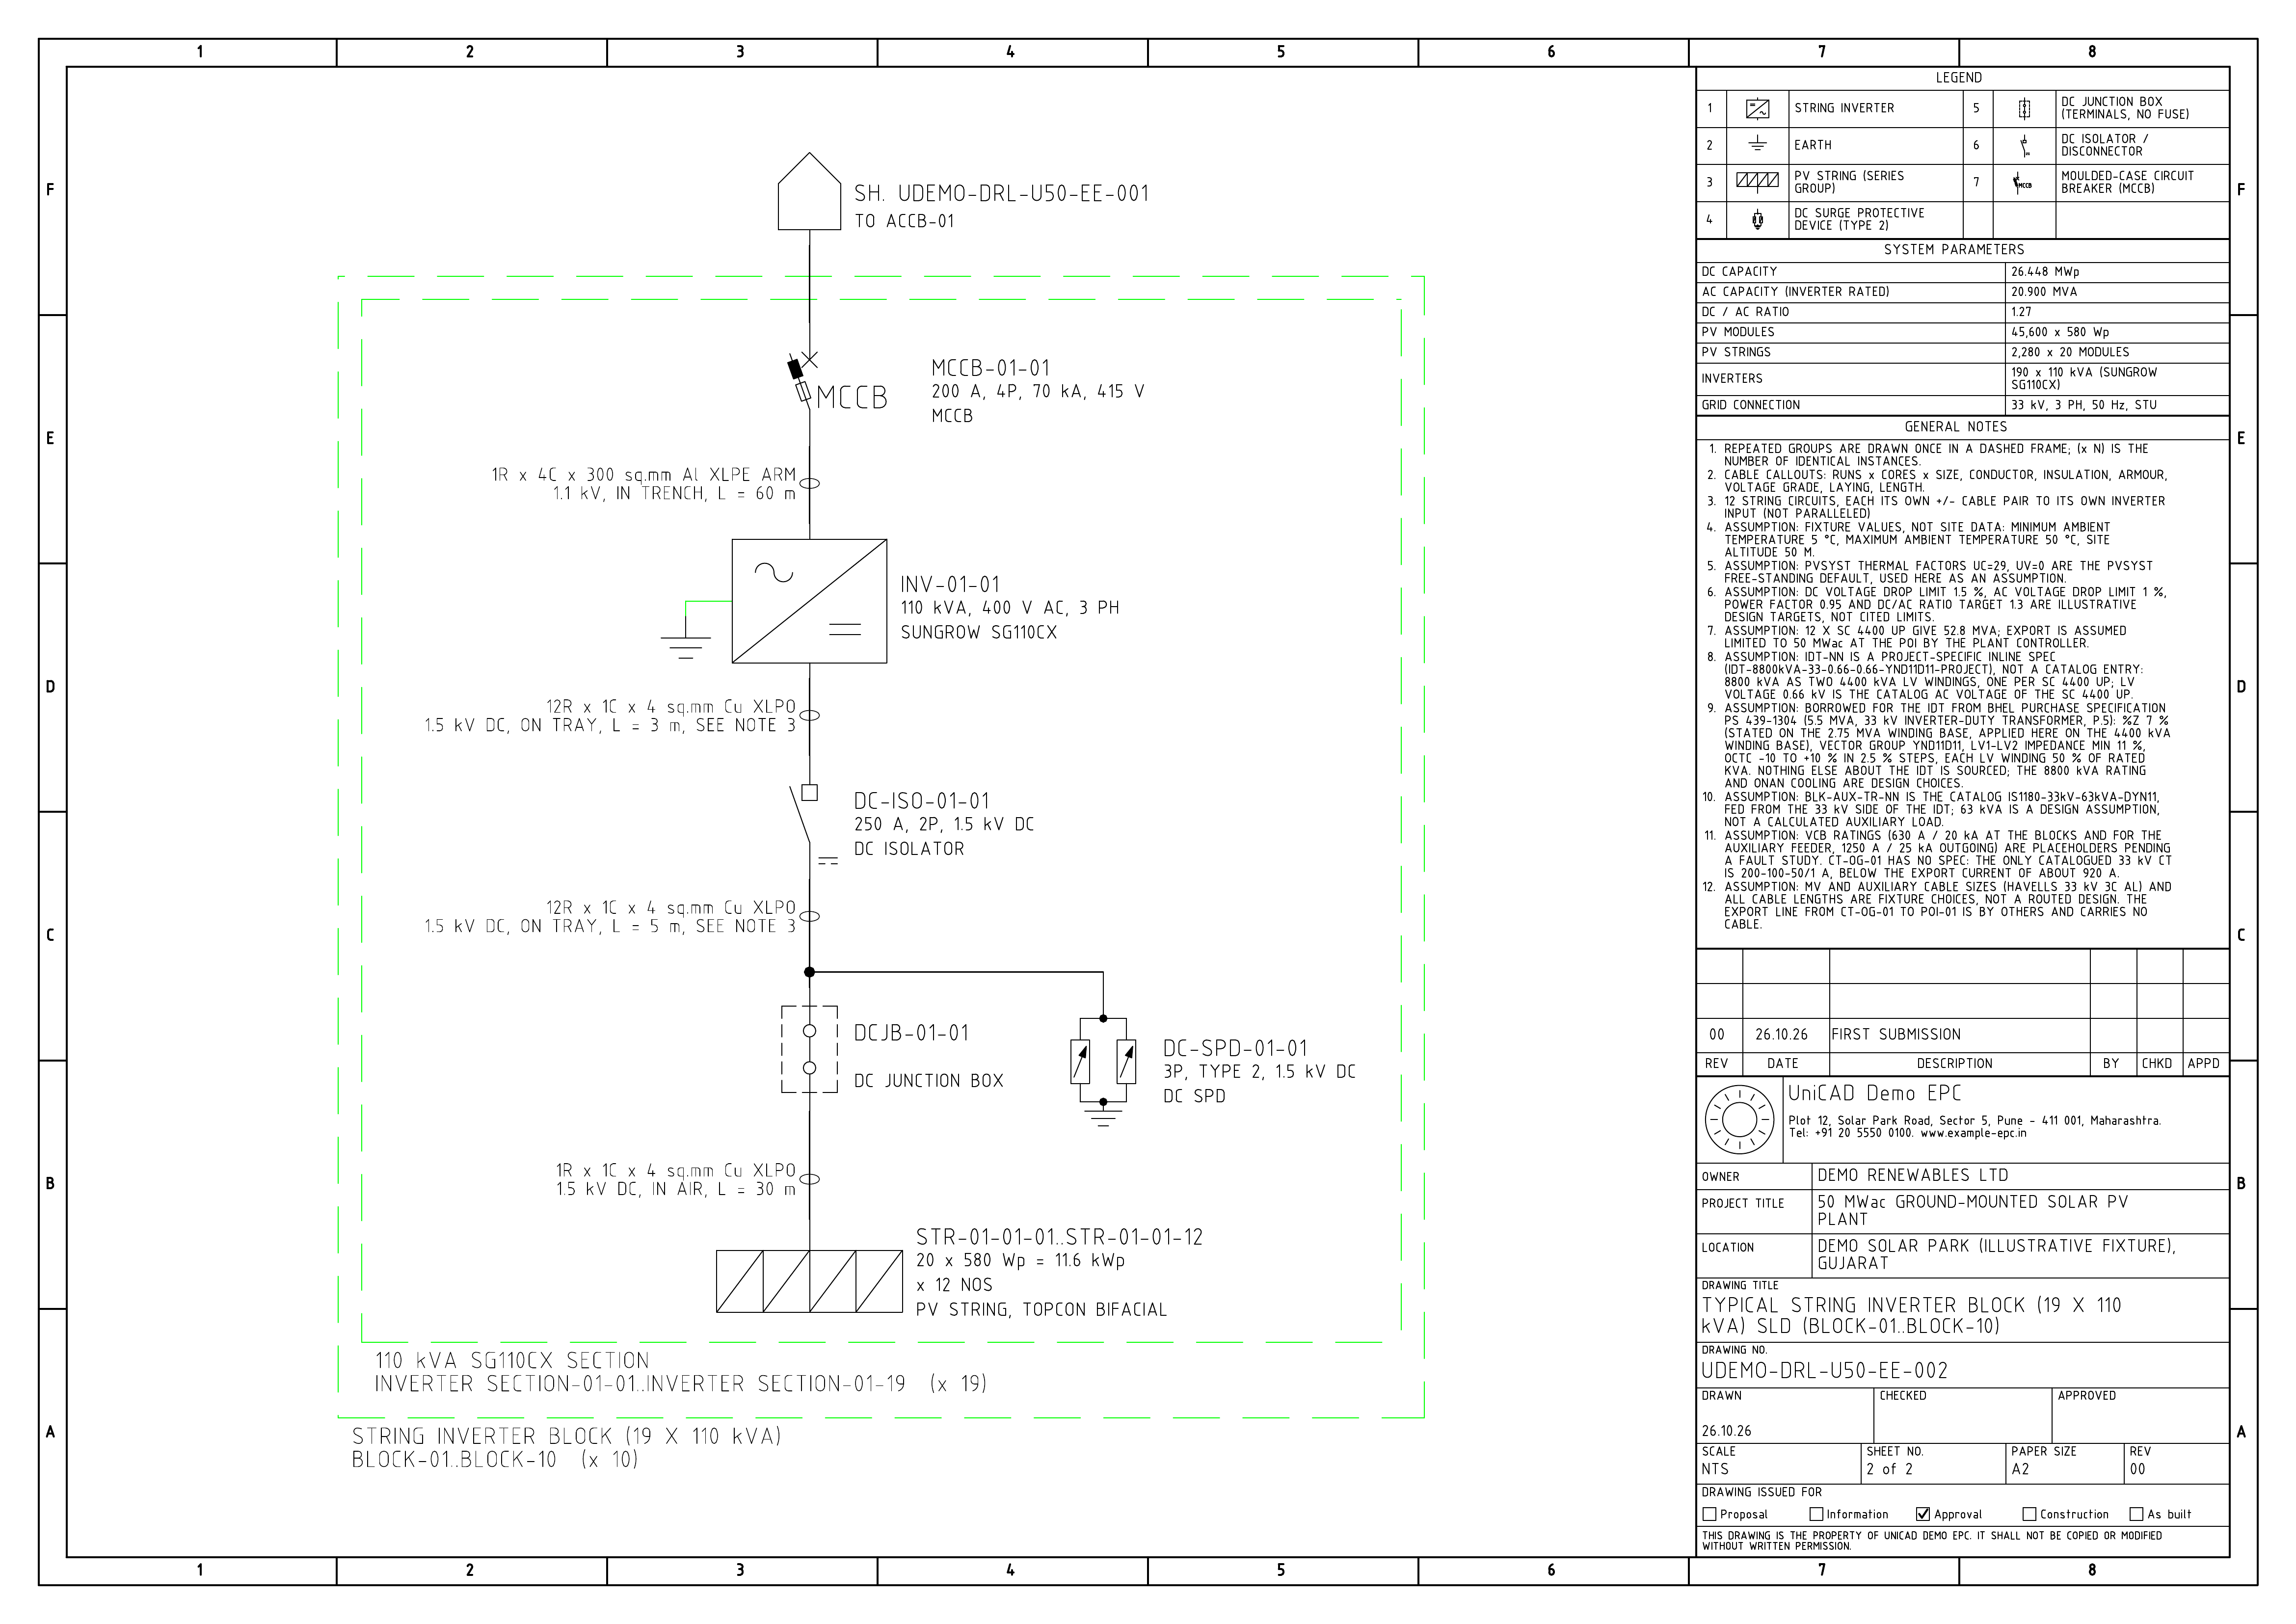 1 2 3 4 5 6 7 8
F
E
D
C
B
A
SH. UDEMO-DRL-U50-EE-001
TO ACCB-01
MCCB-01-01
200 A, 4P, 70 kA, 415 V
MCCB
MCCB
1R x 4C x 300 sq.mm Al XLPE ARM
1.1 kV, IN TRENCH, L = 60 m
INV-01-01
110 kVA, 400 V AC, 3 PH
SUNGROW SG110CX
12R x 1C x 4 sq.mm Cu XLPO
1.5 kV DC, ON TRAY, L = 3 m, SEE NOTE 3
DC-ISO-01-01
250 A, 2P, 1.5 kV DC
DC ISOLATOR
12R x 1C x 4 sq.mm Cu XLPO
1.5 kV DC, ON TRAY, L = 5 m, SEE NOTE 3
DCJB-01-01
DC JUNCTION BOX
DC-SPD-01-01
3P, TYPE 2, 1.5 kV DC
DC SPD
1R x 1C x 4 sq.mm Cu XLPO
1.5 kV DC, IN AIR, L = 30 m
STR-01-01-01..STR-01-01-12
20 x 580 Wp = 11.6 kWp
x 12 NOS
PV STRING, TOPCON BIFACIAL
110 kVA SG110CX SECTION
INVERTER SECTION-01-01..INVERTER SECTION-01-19 (x 19)
STRING INVERTER BLOCK (19 X 110 kVA)
BLOCK-01..BLOCK-10 (x 10)
LEGEND
1 STRING INVERTER
5 DC JUNCTION BOX
(TERMINALS, NO FUSE)
2 EARTH
6 DC ISOLATOR /
DISCONNECTOR
3 PV STRING (SERIES
GROUP)
7 MCCB MOULDED-CASE CIRCUIT
BREAKER (MCCB)
4 DC SURGE PROTECTIVE
DEVICE (TYPE 2)
SYSTEM PARAMETERS
DC CAPACITY 26.448 MWp
AC CAPACITY (INVERTER RATED) 20.900 MVA
DC / AC RATIO 1.27
PV MODULES 45,600 x 580 Wp
PV STRINGS 2,280 x 20 MODULES
INVERTERS 190 x 110 kVA (SUNGROW
SG110CX)
GRID CONNECTION 33 kV, 3 PH, 50 Hz, STU
GENERAL NOTES
1. REPEATED GROUPS ARE DRAWN ONCE IN A DASHED FRAME; (x N) IS THE
NUMBER OF IDENTICAL INSTANCES.
2. CABLE CALLOUTS: RUNS x CORES x SIZE, CONDUCTOR, INSULATION, ARMOUR,
VOLTAGE GRADE, LAYING, LENGTH.
3. 12 STRING CIRCUITS, EACH ITS OWN +/- CABLE PAIR TO ITS OWN INVERTER
INPUT (NOT PARALLELED)
4. ASSUMPTION: FIXTURE VALUES, NOT SITE DATA: MINIMUM AMBIENT
TEMPERATURE 5 °C, MAXIMUM AMBIENT TEMPERATURE 50 °C, SITE
ALTITUDE 50 M.
5. ASSUMPTION: PVSYST THERMAL FACTORS UC=29, UV=0 ARE THE PVSYST
FREE-STANDING DEFAULT, USED HERE AS AN ASSUMPTION.
6. ASSUMPTION: DC VOLTAGE DROP LIMIT 1.5 %, AC VOLTAGE DROP LIMIT 1 %,
POWER FACTOR 0.95 AND DC/AC RATIO TARGET 1.3 ARE ILLUSTRATIVE
DESIGN TARGETS, NOT CITED LIMITS.
7. ASSUMPTION: 12 X SC 4400 UP GIVE 52.8 MVA; EXPORT IS ASSUMED
LIMITED TO 50 MWac AT THE POI BY THE PLANT CONTROLLER.
8. ASSUMPTION: IDT-NN IS A PROJECT-SPECIFIC INLINE SPEC
(IDT-8800kVA-33-0.66-0.66-YND11D11-PROJECT), NOT A CATALOG ENTRY:
8800 kVA AS TWO 4400 kVA LV WINDINGS, ONE PER SC 4400 UP; LV
VOLTAGE 0.66 kV IS THE CATALOG AC VOLTAGE OF THE SC 4400 UP.
9. ASSUMPTION: BORROWED FOR THE IDT FROM BHEL PURCHASE SPECIFICATION
PS 439-1304 (5.5 MVA, 33 kV INVERTER-DUTY TRANSFORMER, P.5): %Z 7 %
(STATED ON THE 2.75 MVA WINDING BASE, APPLIED HERE ON THE 4400 kVA
WINDING BASE), VECTOR GROUP YND11D11, LV1-LV2 IMPEDANCE MIN 11 %,
OCTC -10 TO +10 % IN 2.5 % STEPS, EACH LV WINDING 50 % OF RATED
KVA. NOTHING ELSE ABOUT THE IDT IS SOURCED; THE 8800 kVA RATING
AND ONAN COOLING ARE DESIGN CHOICES.
10. ASSUMPTION: BLK-AUX-TR-NN IS THE CATALOG IS1180-33kV-63kVA-DYN11,
FED FROM THE 33 kV SIDE OF THE IDT; 63 kVA IS A DESIGN ASSUMPTION,
NOT A CALCULATED AUXILIARY LOAD.
11. ASSUMPTION: VCB RATINGS (630 A / 20 kA AT THE BLOCKS AND FOR THE
AUXILIARY FEEDER, 1250 A / 25 kA OUTGOING) ARE PLACEHOLDERS PENDING
A FAULT STUDY. CT-OG-01 HAS NO SPEC: THE ONLY CATALOGUED 33 kV CT
IS 200-100-50/1 A, BELOW THE EXPORT CURRENT OF ABOUT 920 A.
12. ASSUMPTION: MV AND AUXILIARY CABLE SIZES (HAVELLS 33 kV 3C AL) AND
ALL CABLE LENGTHS ARE FIXTURE CHOICES, NOT A ROUTED DESIGN. THE
EXPORT LINE FROM CT-OG-01 TO POI-01 IS BY OTHERS AND CARRIES NO
CABLE.
00 26.10.26 FIRST SUBMISSION
REV DATE DESCRIPTION BY CHKD APPD
UniCAD Demo EPC
Plot 12, Solar Park Road, Sector 5, Pune - 411 001, Maharashtra.
Tel: +91 20 5550 0100. www.example-epc.in
OWNER DEMO RENEWABLES LTD
PROJECT TITLE 50 MWac GROUND-MOUNTED SOLAR PV
PLANT
LOCATION DEMO SOLAR PARK (ILLUSTRATIVE FIXTURE),
GUJARAT
DRAWING TITLE
TYPICAL STRING INVERTER BLOCK (19 X 110
kVA) SLD (BLOCK-01..BLOCK-10)
DRAWING NO.
UDEMO-DRL-U50-EE-002
DRAWN CHECKED APPROVED
26.10.26
SCALE SHEET NO. PAPER SIZE REV
NTS 2 of 2 A2 00
DRAWING ISSUED FOR
Proposal Information Approval Construction As built
THIS DRAWING IS THE PROPERTY OF UNICAD DEMO EPC. IT SHALL NOT BE COPIED OR MODIFIED
WITHOUT WRITTEN PERMISSION.
F
E
D
C
B
A
1 2 3 4 5 6 7 8